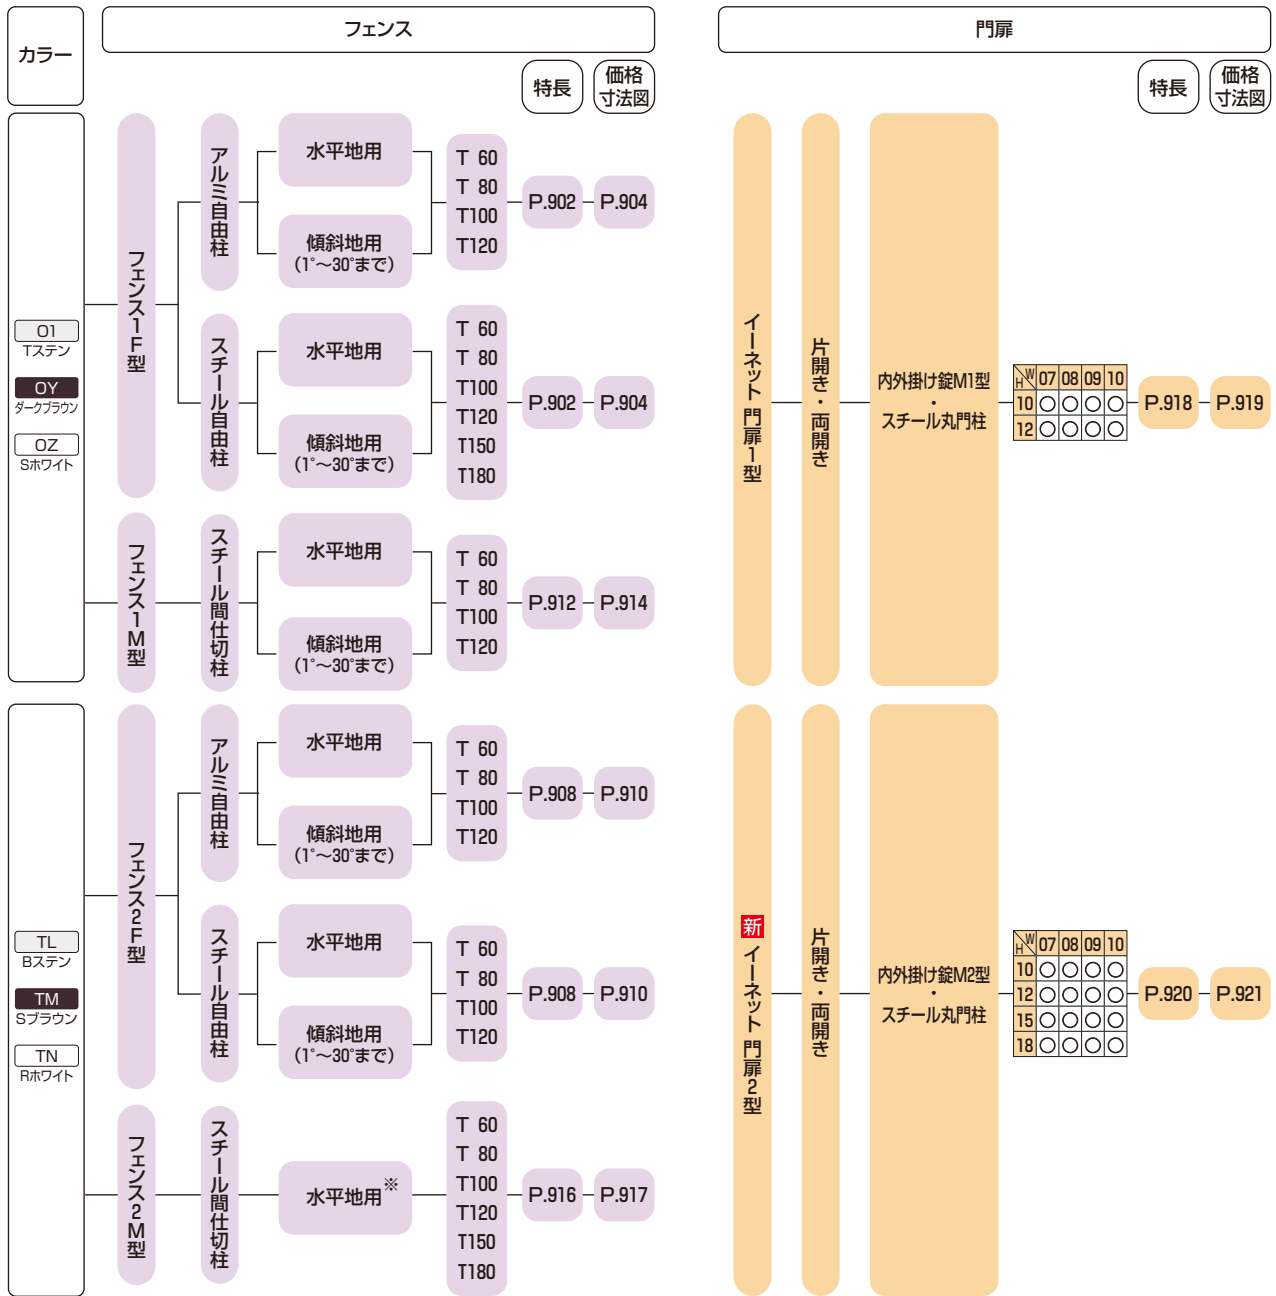 カラー
フェンス
特長
価格
寸法図
O1
Tステン
OY
ダークブラウン
OZ
Sホワイト
フェンス1F型
アルミ自由柱
水平地用
傾斜地用
(1°～30°まで)
T 60
T 80
T100
T120
P.902
P.904
スチール自由柱
水平地用
傾斜地用
(1°～30°まで)
T 60
T 80
T100
T120
T150
T180
P.902
P.904
フェンス1M型
スチール間仕切柱
水平地用
傾斜地用
(1°～30°まで)
T 60
T 80
T100
T120
P.912
P.914
TL
Bステン
TM
Sブラウン
TN
Rホワイト
フェンス2F型
アルミ自由柱
水平地用
傾斜地用
(1°～30°まで)
T 60
T 80
T100
T120
P.908
P.910
スチール自由柱
水平地用
傾斜地用
(1°～30°まで)
T 60
T 80
T100
T120
P.908
P.910
フェンス2M型
スチール間仕切柱
水平地用※
T 60
T 80
T100
T120
T150
T180
P.916
P.917
門扉
特長
価格
寸法図
イーネット 門扉1型
片開き・両開き
内外掛け錠M1型
・
スチール丸門柱
H W 07 08 09 10
10 ○ ○ ○ ○
12 ○ ○ ○ ○
P.918
P.919
新 イーネット 門扉2型
片開き・両開き
内外掛け錠M2型
・
スチール丸門柱
H W 07 08 09 10
10 ○ ○ ○ ○
12 ○ ○ ○ ○
15 ○ ○ ○ ○
18 ○ ○ ○ ○
P.920
P.921